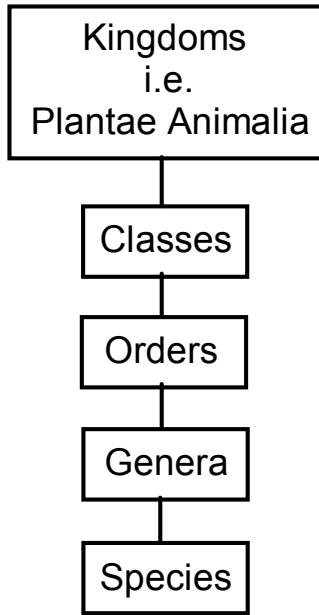 Kingdoms
i.e.
Plantae Animalia
Classes
Orders
Genera
Species